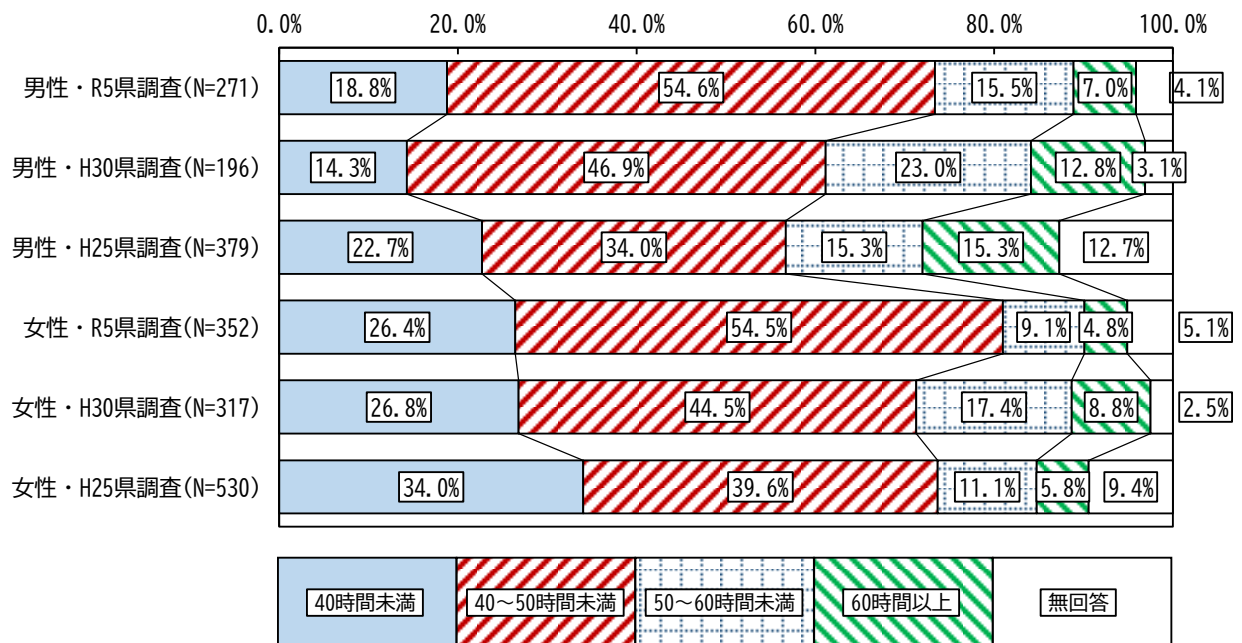 0.0% 20.0% 40.0% 60.0% 80.0% 100.0%
男性・R5県調査(N=271) 18.8% 54.6% 15.5% 7.0% 4.1%
男性・H30県調査(N=196) 14.3% 46.9% 23.0% 12.8% 3.1%
男性・H25県調査(N=379) 22.7% 34.0% 15.3% 15.3% 12.7%
女性・R5県調査(N=352) 26.4% 54.5% 9.1% 4.8% 5.1%
女性・H30県調査(N=317) 26.8% 44.5% 17.4% 8.8% 2.5%
女性・H25県調査(N=530) 34.0% 39.6% 11.1% 5.8% 9.4%
40時間未満 40～50時間未満 50～60時間未満 60時間以上 無回答